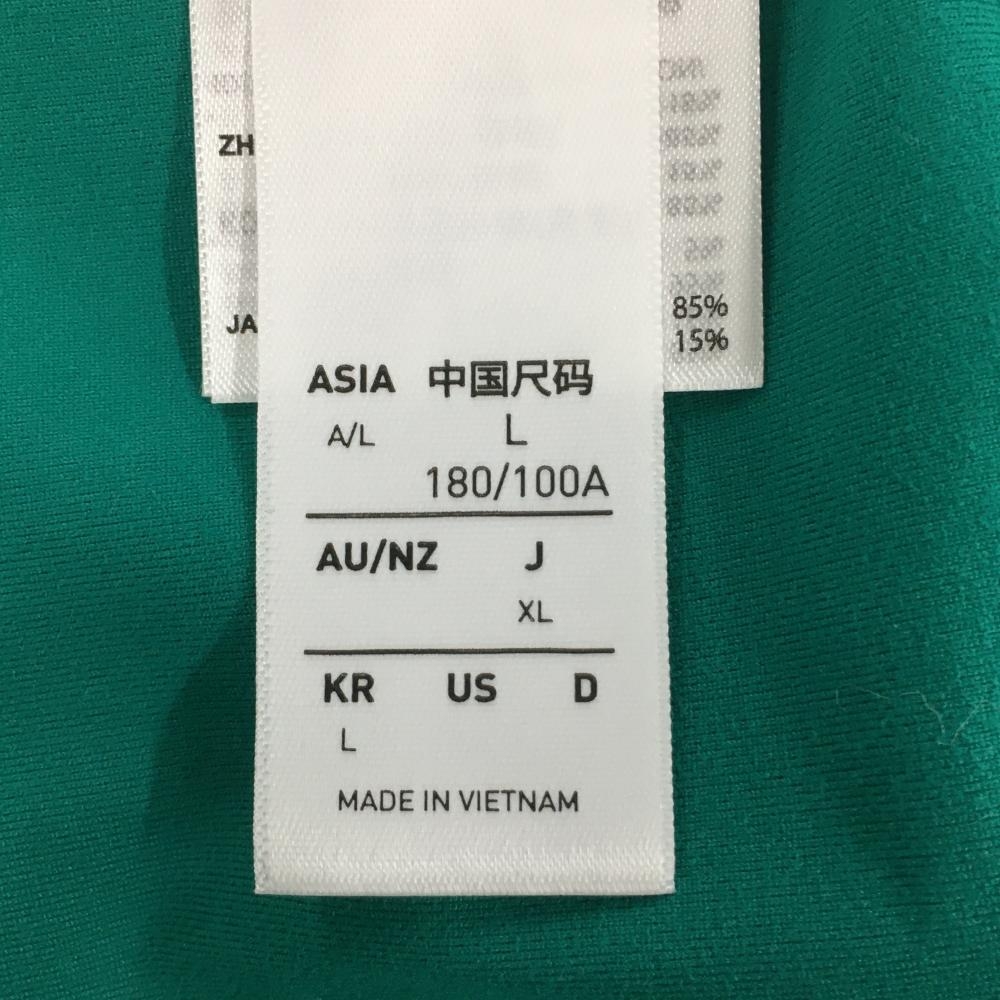 ZH
JA
85%
15%
ASIA 中国尺码
A/L L
180/100A
AU/NZ J
XL
KR US D
L
MADE IN VIETNAM